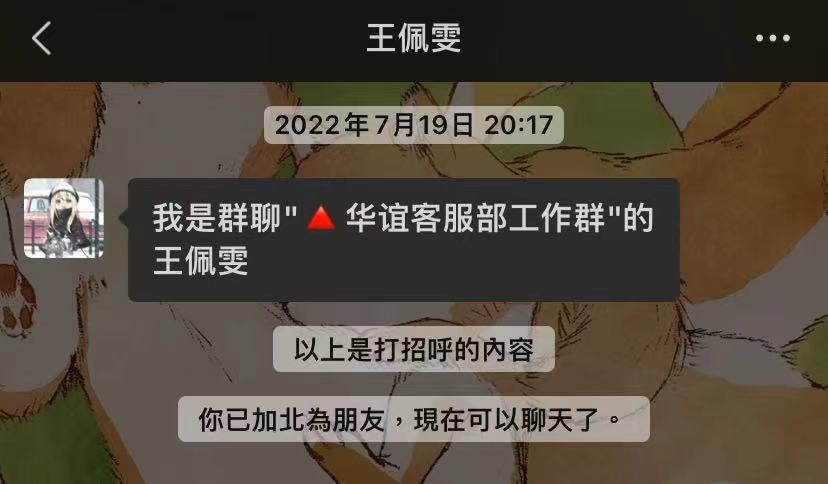 王佩雯
2022年7月19日 20:17
我是群聊"🔺华谊客服部工作群"的
王佩雯
以上是打招呼的內容
你已加北為朋友，現在可以聊天了。